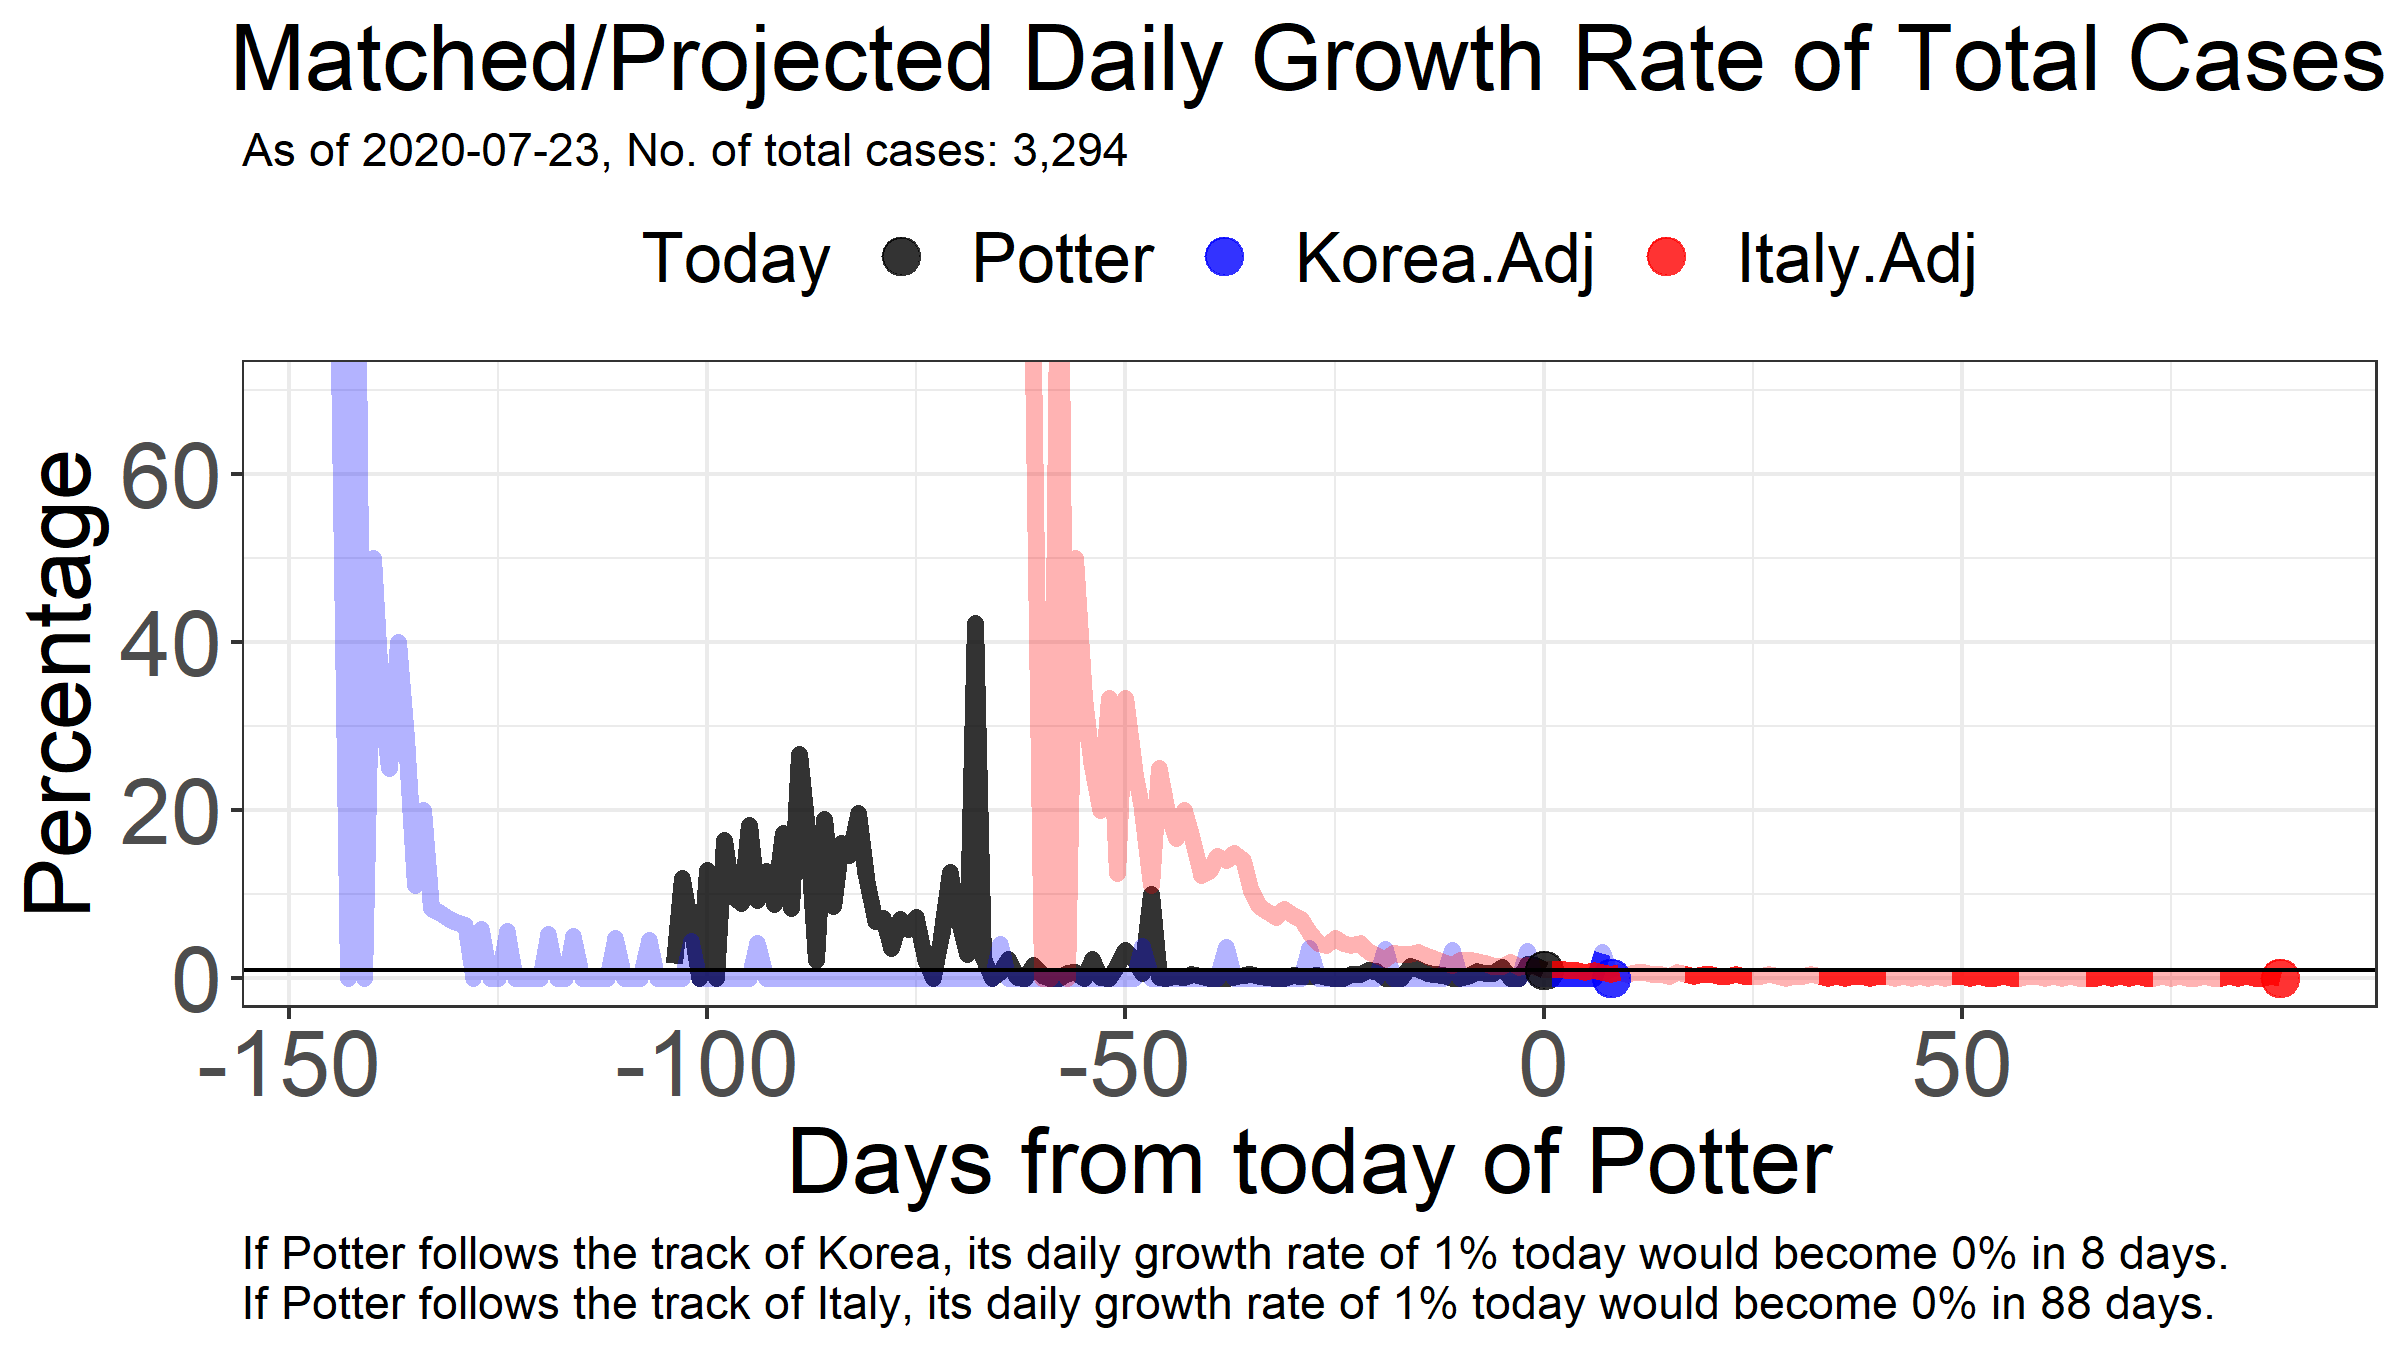 Matched/Projected Daily Growth Rate of Total Cases
As of 2020-07-23, No. of total cases: 3,294
Today Potter Korea.Adj Italy.Adj
Percentage
60
40
20
0
-150 -100 -50 0 50
Days from today of Potter
If Potter follows the track of Korea, its daily growth rate of 1% today would become 0% in 8 days.
If Potter follows the track of Italy, its daily growth rate of 1% today would become 0% in 88 days.